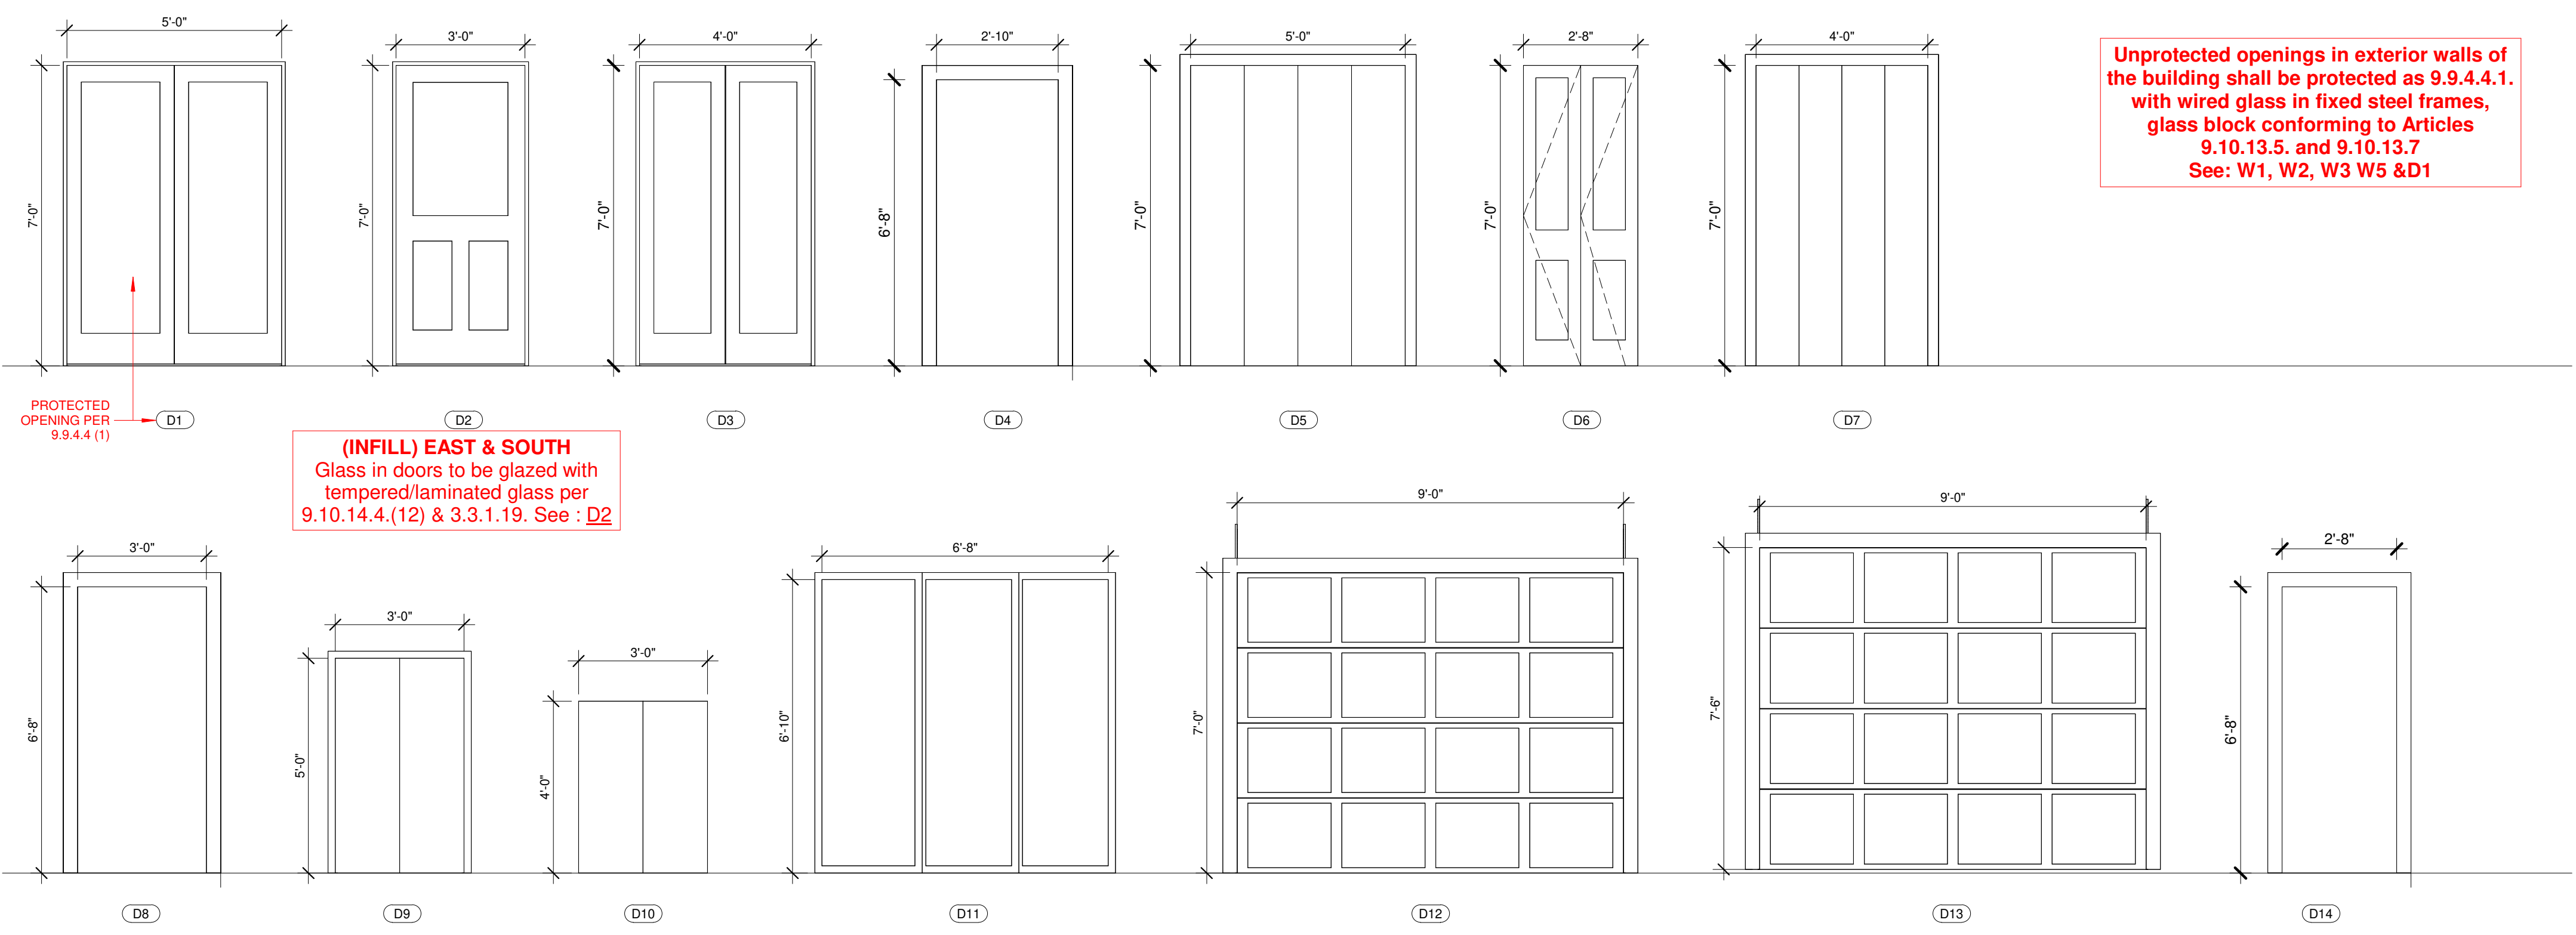 5'-0"
3'-0"
4'-0"
2'-10"
5'-0"
2'-8"
4'-0"
Unprotected openings in exterior walls of
the building shall be protected as 9.9.4.4.1.
with wired glass in fixed steel frames,
glass block conforming to Articles
9.10.13.5. and 9.10.13.7
See: W1, W2, W3 W5 &D1
7'-0"
7'-0"
7'-0"
6'-8"
7'-0"
7'-0"
7'-0"
PROTECTED
OPENING PER
9.9.4.4 (1)
D1
D2
D3
D4
D5
D6
D7
(INFILL) EAST & SOUTH
Glass in doors to be glazed with
tempered/laminated glass per
9.10.14.4.(12) & 3.3.1.19. See : D2
3'-0"
3'-0"
3'-0"
6'-8"
9'-0"
9'-0"
2'-8"
6'-8"
5'-0"
4'-0"
6'-10"
7'-0"
7'-6"
6'-8"
D8
D9
D10
D11
D12
D13
D14